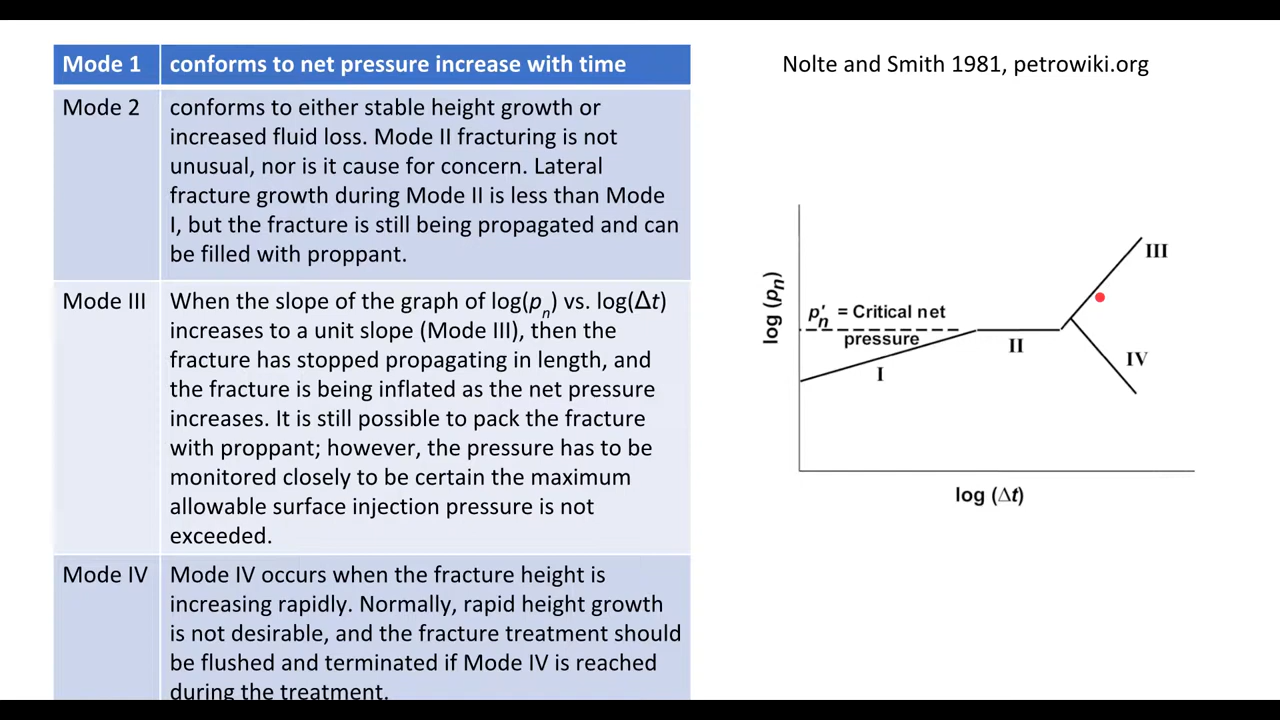 Mode 1
conforms to net pressure increase with time
Mode 2
conforms to either stable height growth or
increased fluid loss. Mode II fracturing is not
unusual, nor is it cause for concern. Lateral
fracture growth during Mode II is less than Mode
I, but the fracture is still being propagated and can
be filled with proppant.
Mode III
When the slope of the graph of log(pn) vs. log(Δt)
increases to a unit slope (Mode III), then the
fracture has stopped propagating in length, and
the fracture is being inflated as the net pressure
increases. It is still possible to pack the fracture
with proppant; however, the pressure has to be
monitored closely to be certain the maximum
allowable surface injection pressure is not
exceeded.
Mode IV
Mode IV occurs when the fracture height is
increasing rapidly. Normally, rapid height growth
is not desirable, and the fracture treatment should
be flushed and terminated if Mode IV is reached
during the treatment.
Nolte and Smith 1981, petrowiki.org
log (pn)
p'n = Critical net
pressure
I
II
III
IV
log (Δt)